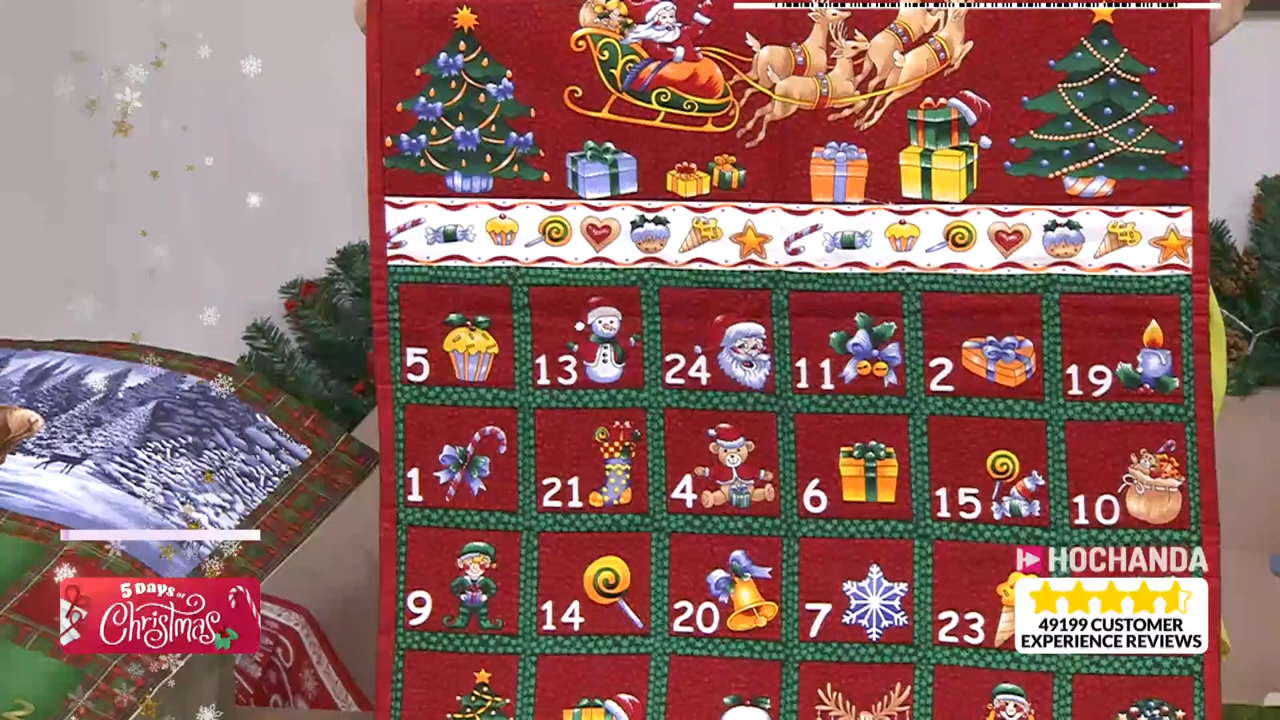 5 13 24 11 2 19
1 21 4 6 15 10
9 14 20 7 23
HOCHANDA
49199 CUSTOMER
EXPERIENCE REVIEWS
5 Days of
Christmas